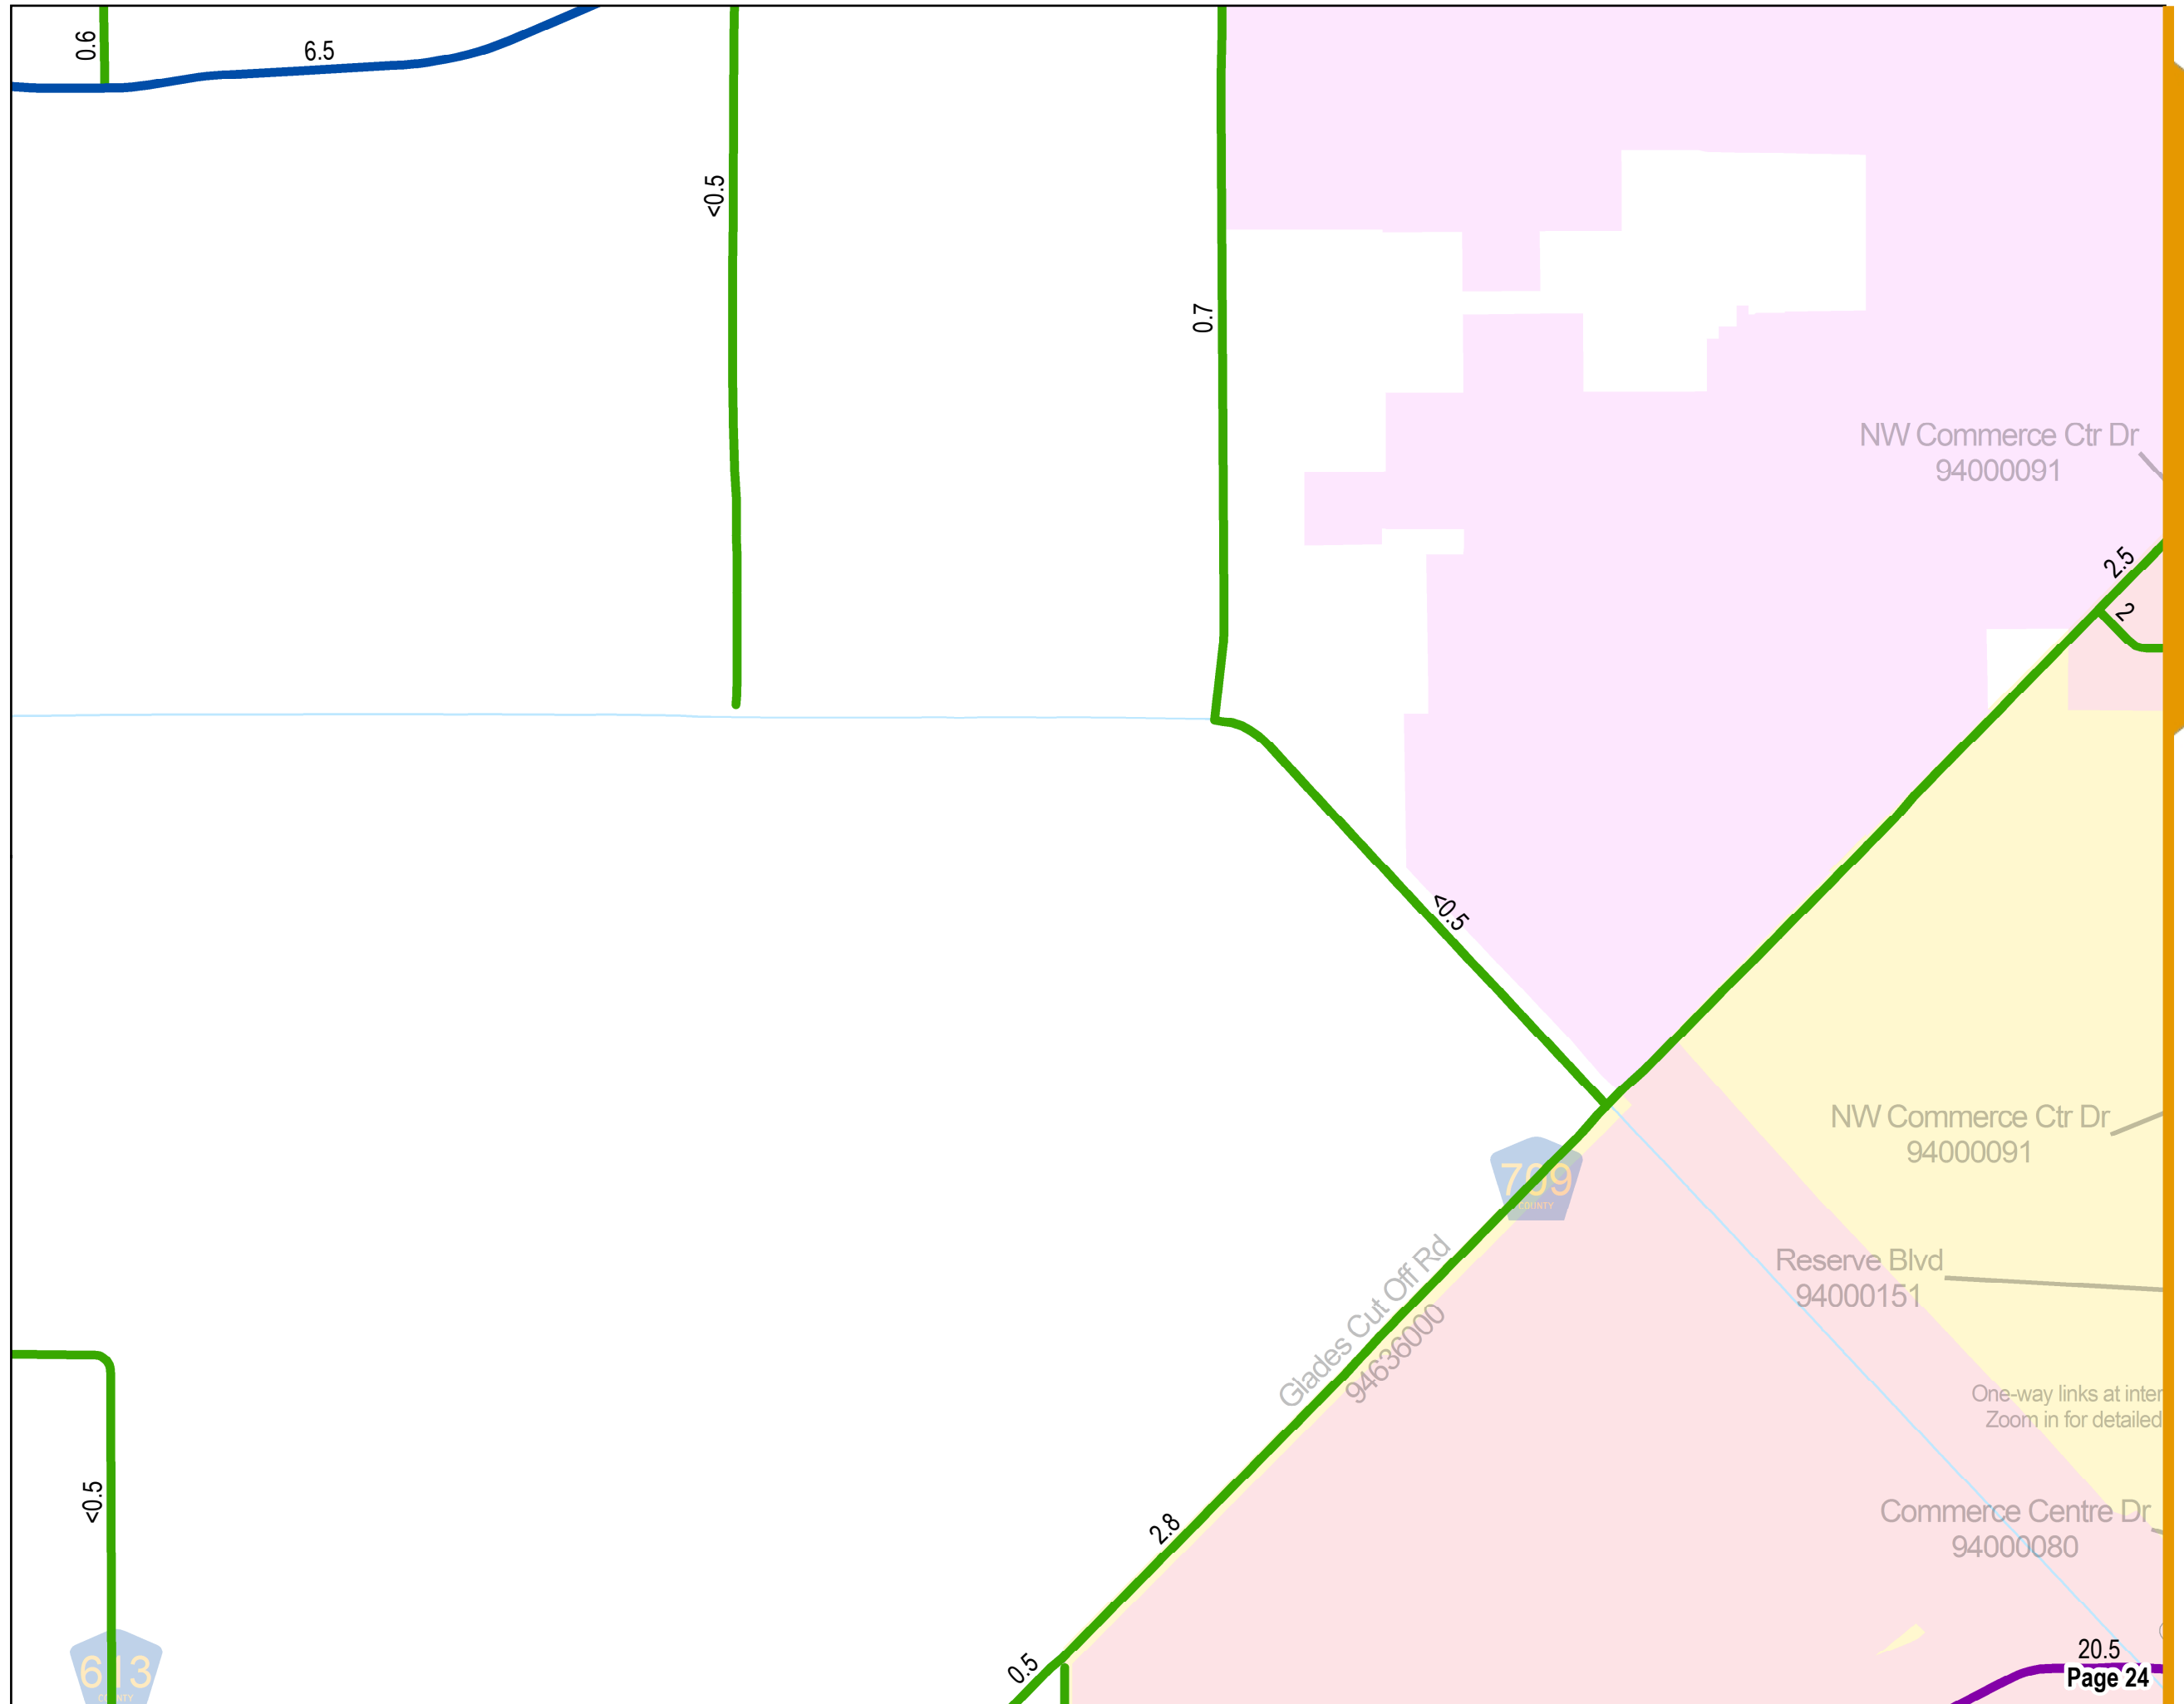 0.6
6.5
<0.5
0.7
NW Commerce Ctr Dr
94000091
2.5
2
<0.5
NW Commerce Ctr Dr
94000091
709
COUNTY
Glades Cut Off Rd
94636000
Reserve Blvd
94000151
One-way links at inter
Zoom in for detailed
<0.5
2.8
Commerce Centre Dr
94000080
0.5
613
COUNTY
20.5
Page 24